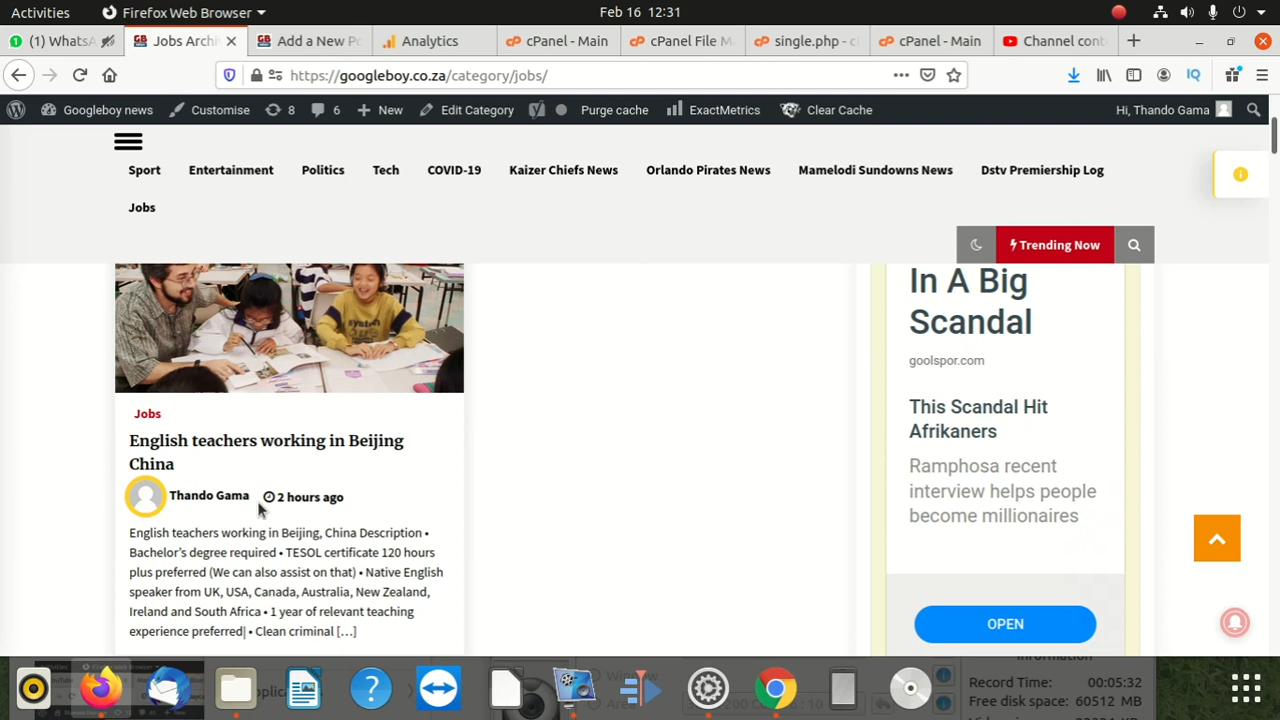 Activities Firefox Web Browser Feb 16 12:31
(1) WhatsA Jobs Archi Add a New Po Analytics cPanel - Main cPanel File M single.php - c cPanel - Main Channel cont
https://googleboy.co.za/category/jobs/ IQ
Googleboy news Customise 8 6 New Edit Category Purge cache ExactMetrics Clear Cache Hi, Thando Gama
Sport Entertainment Politics Tech COVID-19 Kaizer Chiefs News Orlando Pirates News Mamelodi Sundowns News Dstv Premiership Log
Jobs
Trending Now
In A Big
Scandal
goolspor.com
This Scandal Hit
Afrikaners
Ramphosa recent
interview helps people
become millionaires
OPEN
Jobs
English teachers working in Beijing
China
Thando Gama 2 hours ago
English teachers working in Beijing, China Description •
Bachelor’s degree required • TESOL certificate 120 hours
plus preferred (We can also assist on that) • Native English
speaker from UK, USA, Canada, Australia, New Zealand,
Ireland and South Africa • 1 year of relevant teaching
experience preferred| • Clean criminal […]
Information
Record Time: 00:05:32
Free disk space: 60512 MB